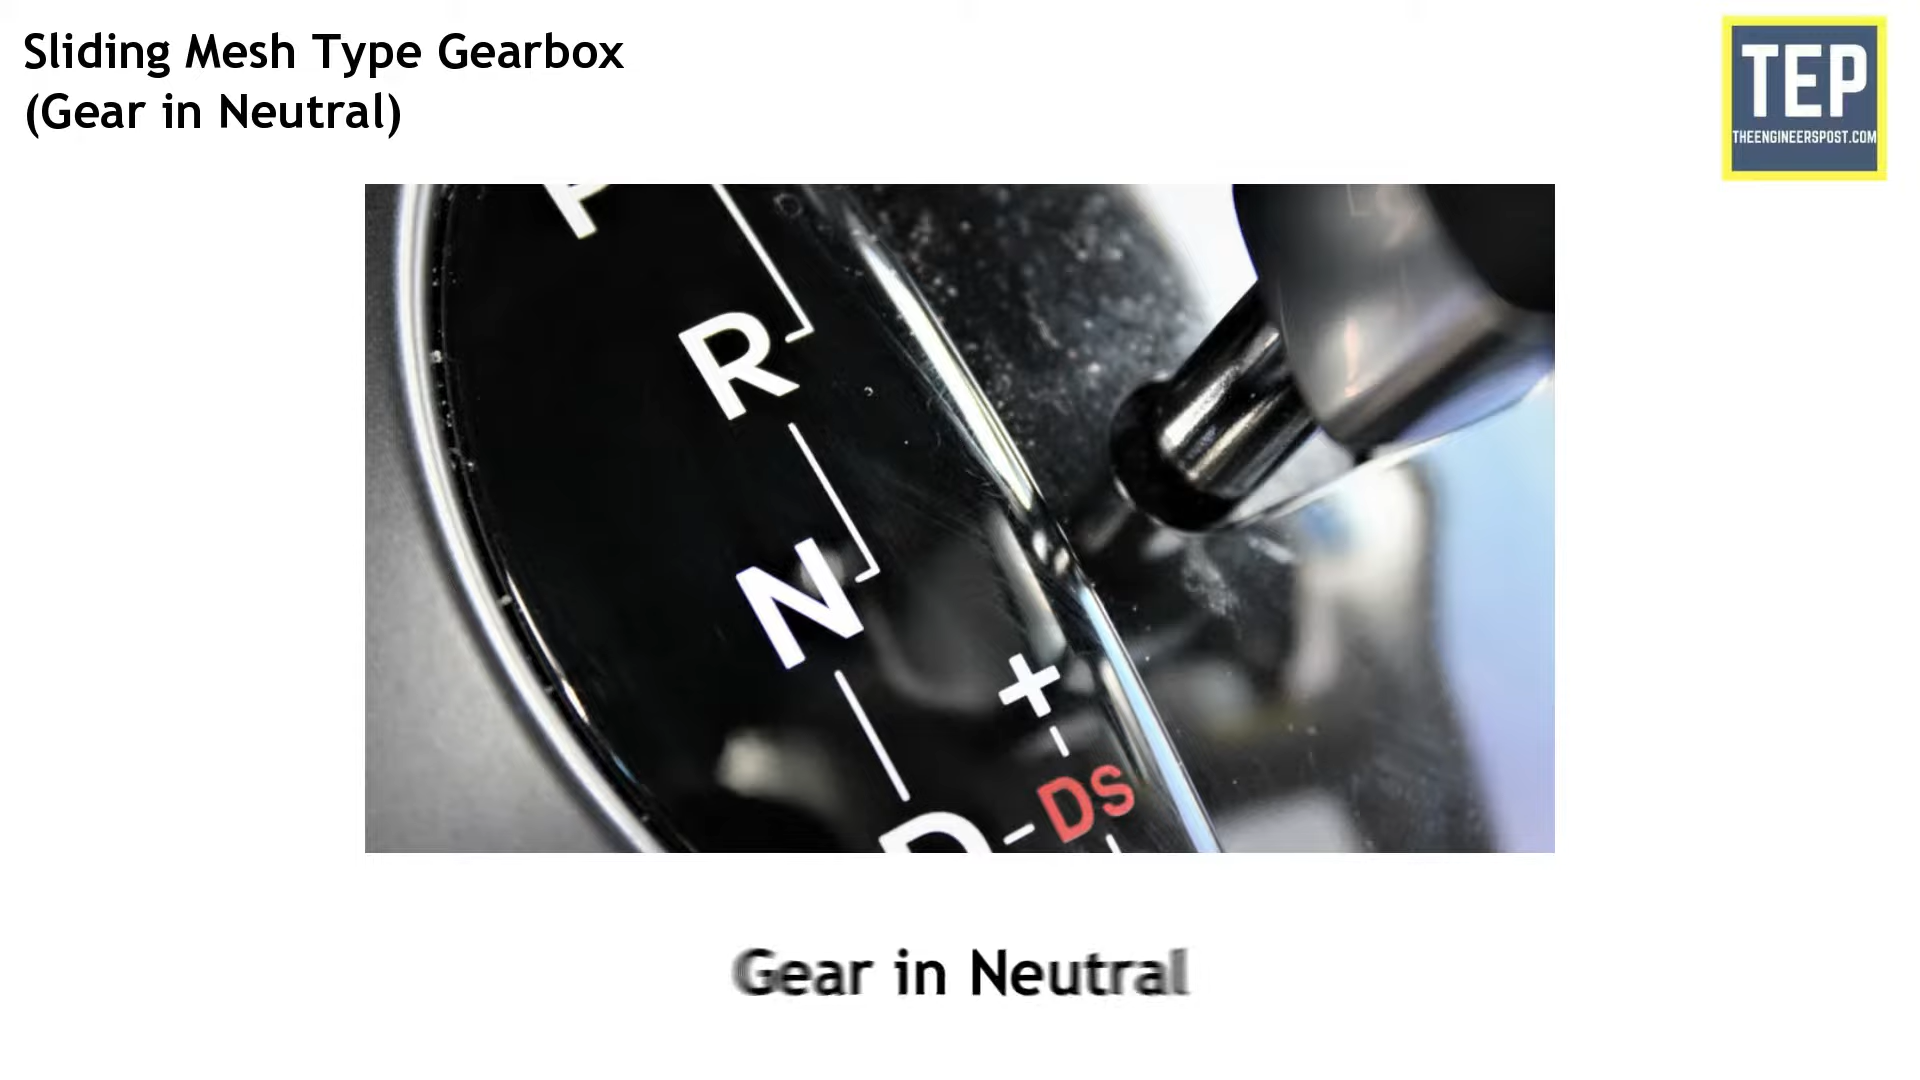 Sliding Mesh Type Gearbox
(Gear in Neutral)
TEP
THEENGINEERSPOST.COM
P
R
N
+
D
DS
Gear in Neutral